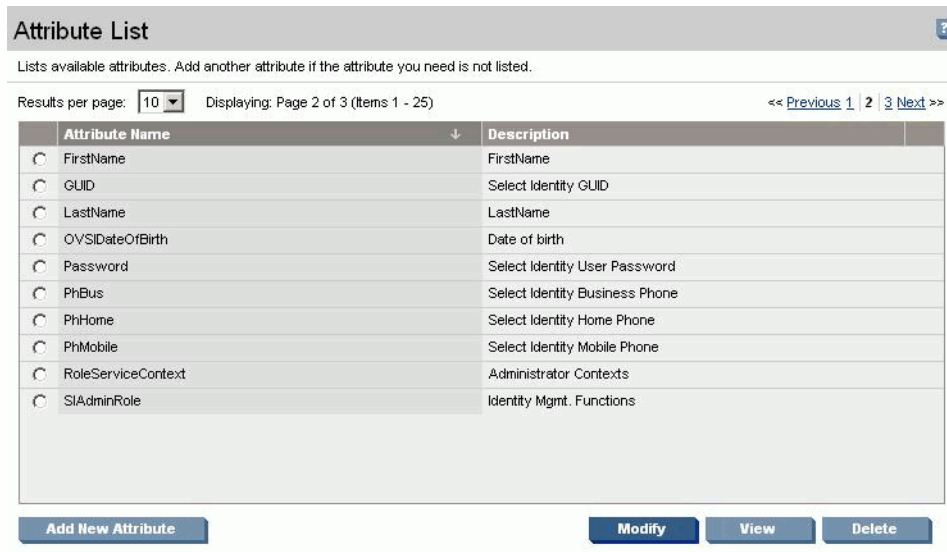 Attribute List
?
Lists available attributes. Add another attribute if the attribute you need is not listed.
Results per page: 10 Displaying: Page 2 of 3 (Items 1 - 25) << Previous 1 | 2 | 3 Next >>
Attribute Name Description
FirstName FirstName
GUID Select Identity GUID
LastName LastName
OVSIDateOfBirth Date of birth
Password Select Identity User Password
PhBus Select Identity Business Phone
PhHome Select Identity Home Phone
PhMobile Select Identity Mobile Phone
RoleServiceContext Administrator Contexts
SIAdminRole Identity Mgmt. Functions
Add New Attribute Modify View Delete